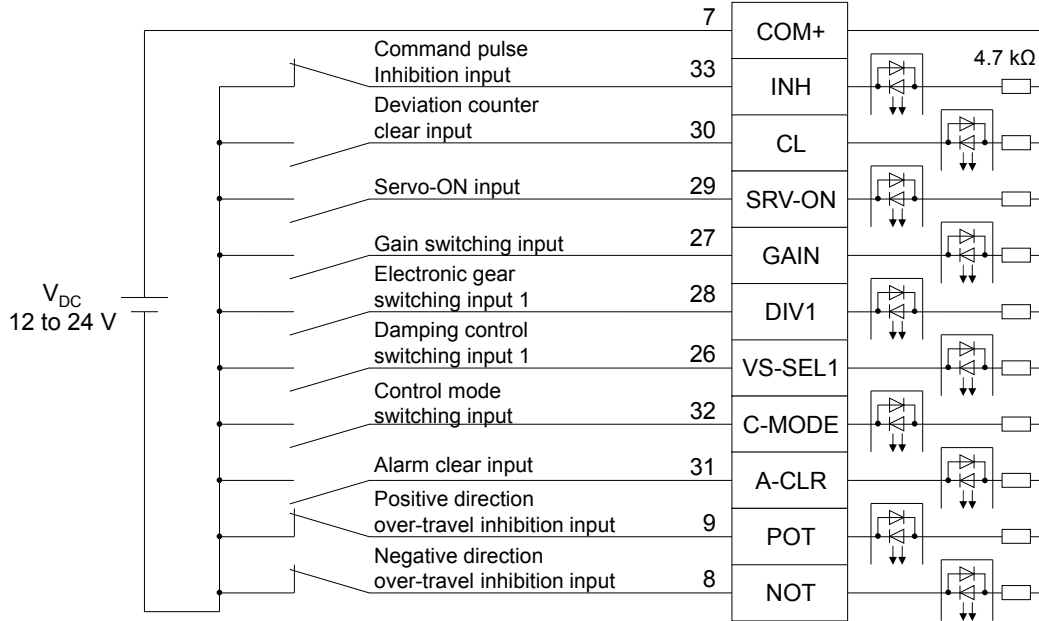 7
COM+
Command pulse
Inhibition input
33
INH
4.7 kΩ
Deviation counter
clear input
30
CL
Servo-ON input
29
SRV-ON
Gain switching input
27
GAIN
Electronic gear
switching input 1
28
DIV1
VDC
12 to 24 V
Damping control
switching input 1
26
VS-SEL1
Control mode
switching input
32
C-MODE
Alarm clear input
31
A-CLR
Positive direction
over-travel inhibition input
9
POT
Negative direction
over-travel inhibition input
8
NOT